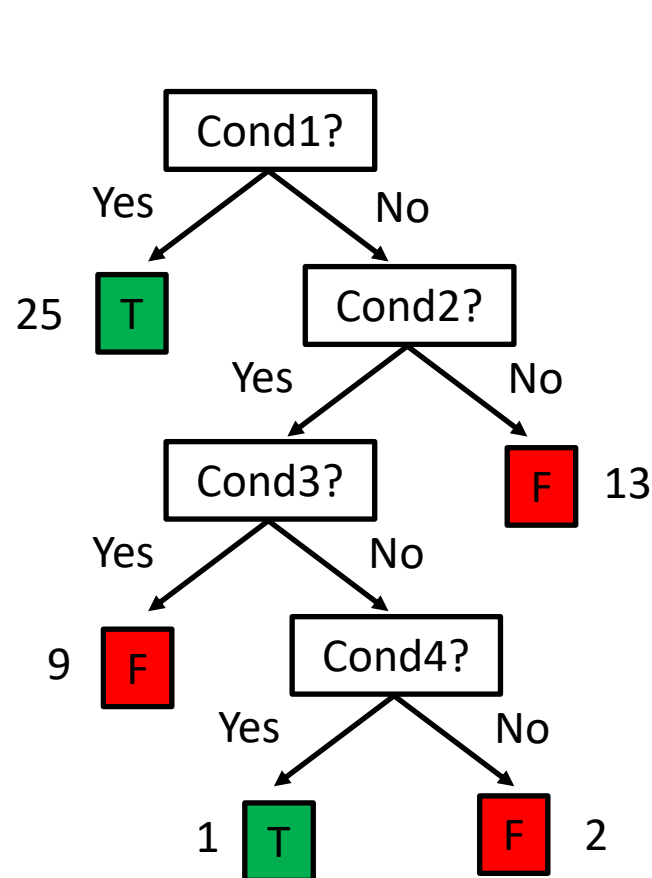 Cond1?
Yes
No
25
T
Cond2?
Yes
No
Cond3?
F
13
Yes
No
9
F
Cond4?
Yes
No
1
T
F
2